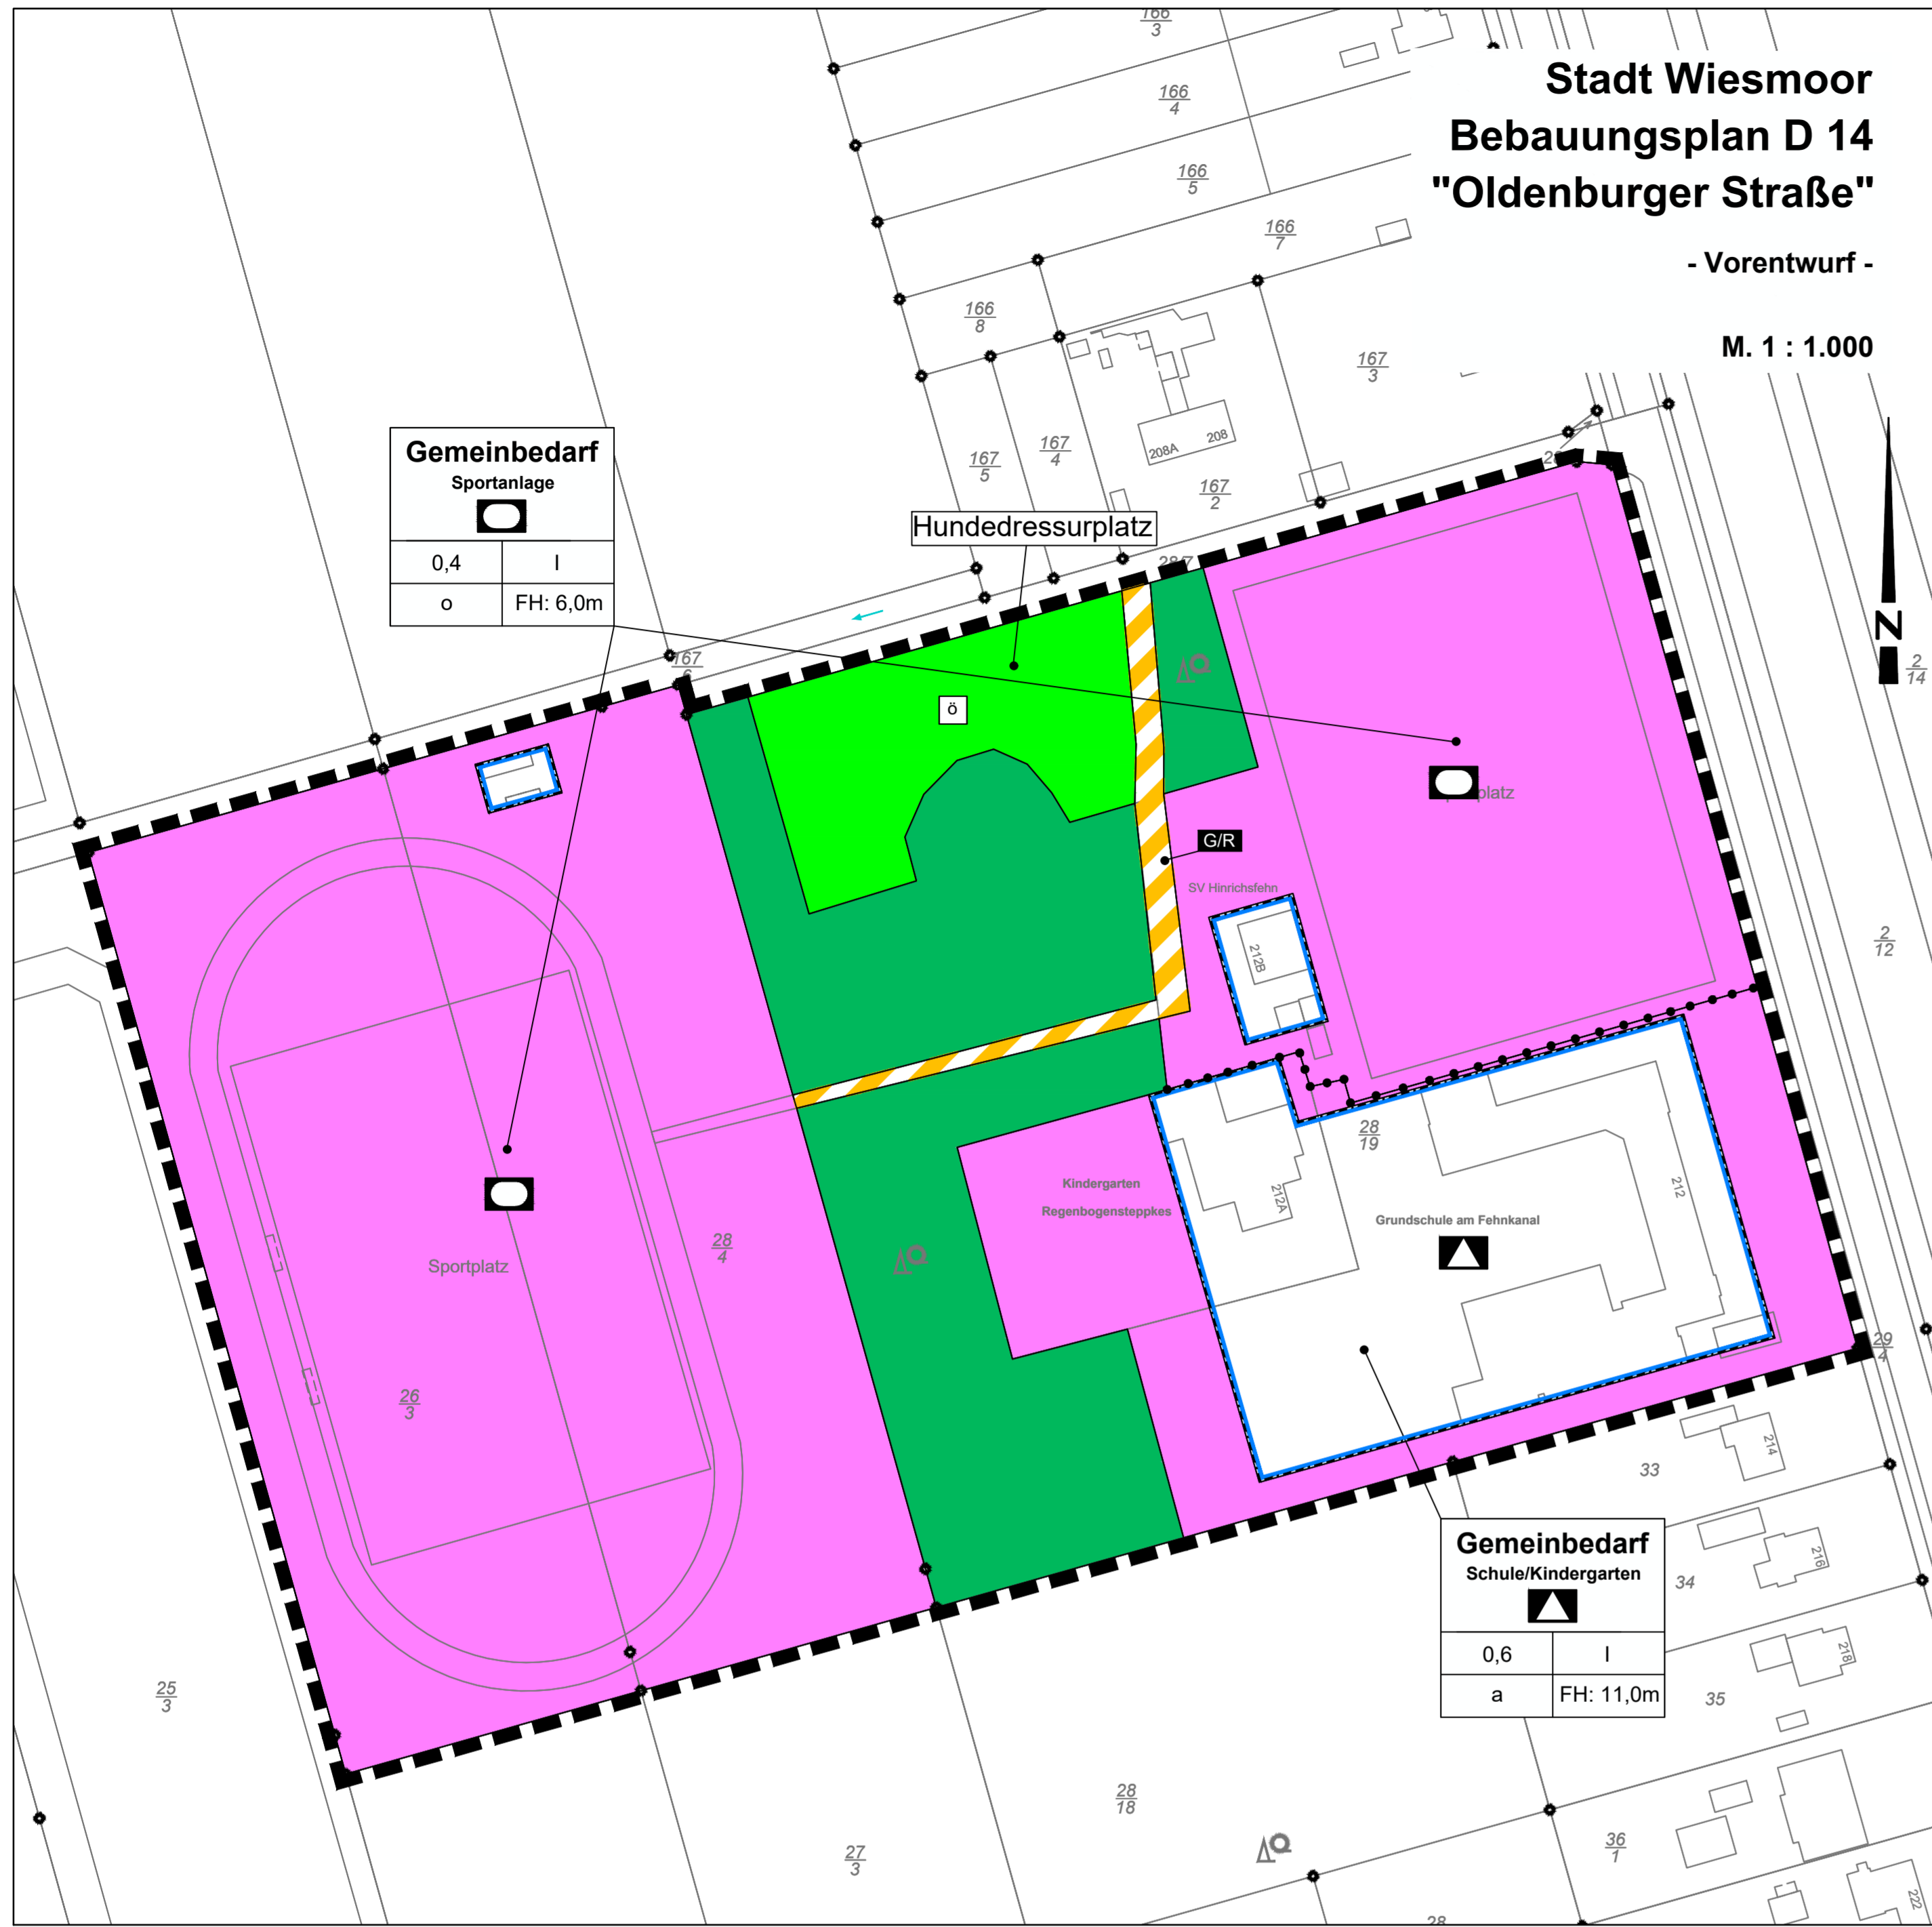 Stadt Wiesmoor
Bebauungsplan D 14
"Oldenburger Straße"
- Vorentwurf -
M. 1 : 1.000
N
166
3
166
4
166
5
166
7
166
8
167
3
167
5
167
4
167
2
208A
208
167
6
Gemeinbedarf
Sportanlage
0,4
I
o
FH: 6,0m
Hundedressurplatz
ö
G/R
SV Hinrichsfehn
212B
2
14
2
12
28
19
Kindergarten
Regenbogensteppkes
212A
212
Grundschule am Fehnkanal
28
4
Sportplatz
26
3
29
4
33
214
34
216
218
35
Gemeinbedarf
Schule/Kindergarten
0,6
I
a
FH: 11,0m
25
3
28
18
27
3
36
1
222
28